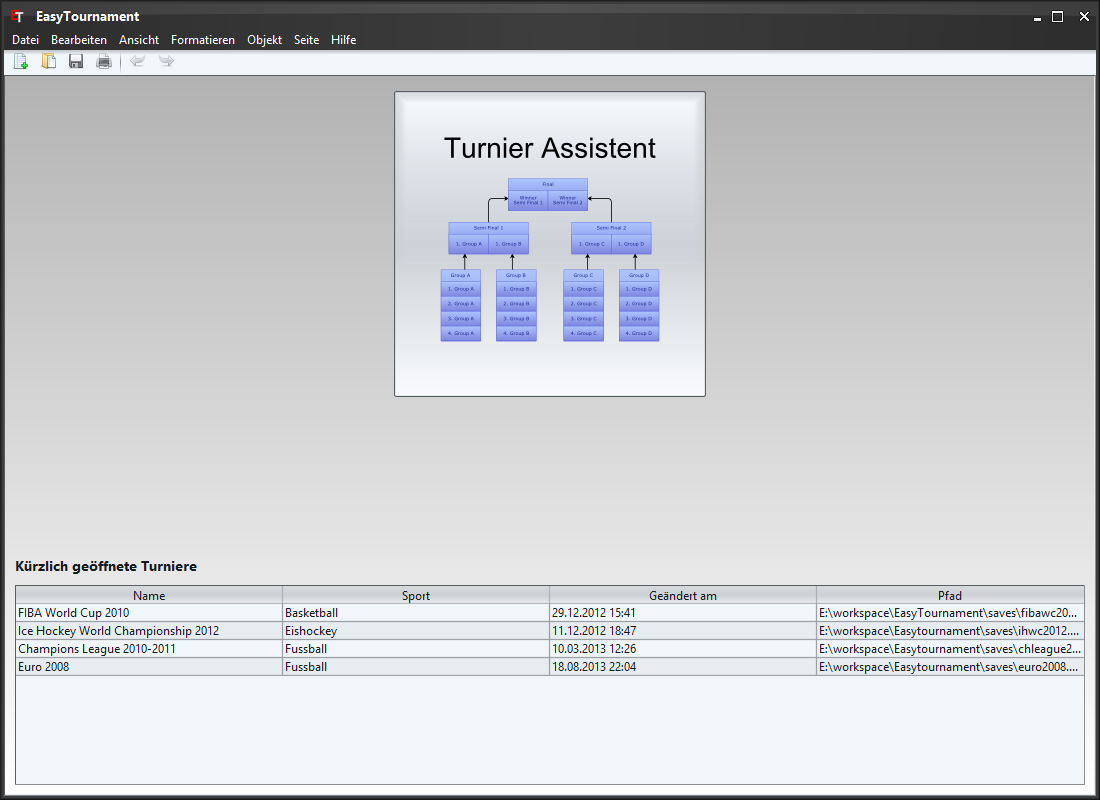 ET EasyTournament
Datei Bearbeiten Ansicht Formatieren Objekt Seite Hilfe
Turnier Assistent
Final
Winner Semi Final 1 Winner Semi Final 2
Semi Final 1 Semi Final 2
1. Group A 1. Group B 1. Group C 1. Group D
Group A Group B Group C Group D
1. Group A 1. Group B 1. Group C 1. Group D
2. Group A 2. Group B 2. Group C 2. Group D
3. Group A 3. Group B 3. Group C 3. Group D
4. Group A 4. Group B 4. Group C 4. Group D
Kürzlich geöffnete Turniere
Name Sport Geändert am Pfad
FIBA World Cup 2010 Basketball 29.12.2012 15:41 E:\workspace\EasyTournament\saves\fibawc20...
Ice Hockey World Championship 2012 Eishockey 11.12.2012 18:47 E:\workspace\Easytournament\saves\ihwc2012....
Champions League 2010-2011 Fussball 10.03.2013 12:26 E:\workspace\Easytournament\saves\chleague2...
Euro 2008 Fussball 18.08.2013 22:04 E:\workspace\Easytournament\saves\euro2008....